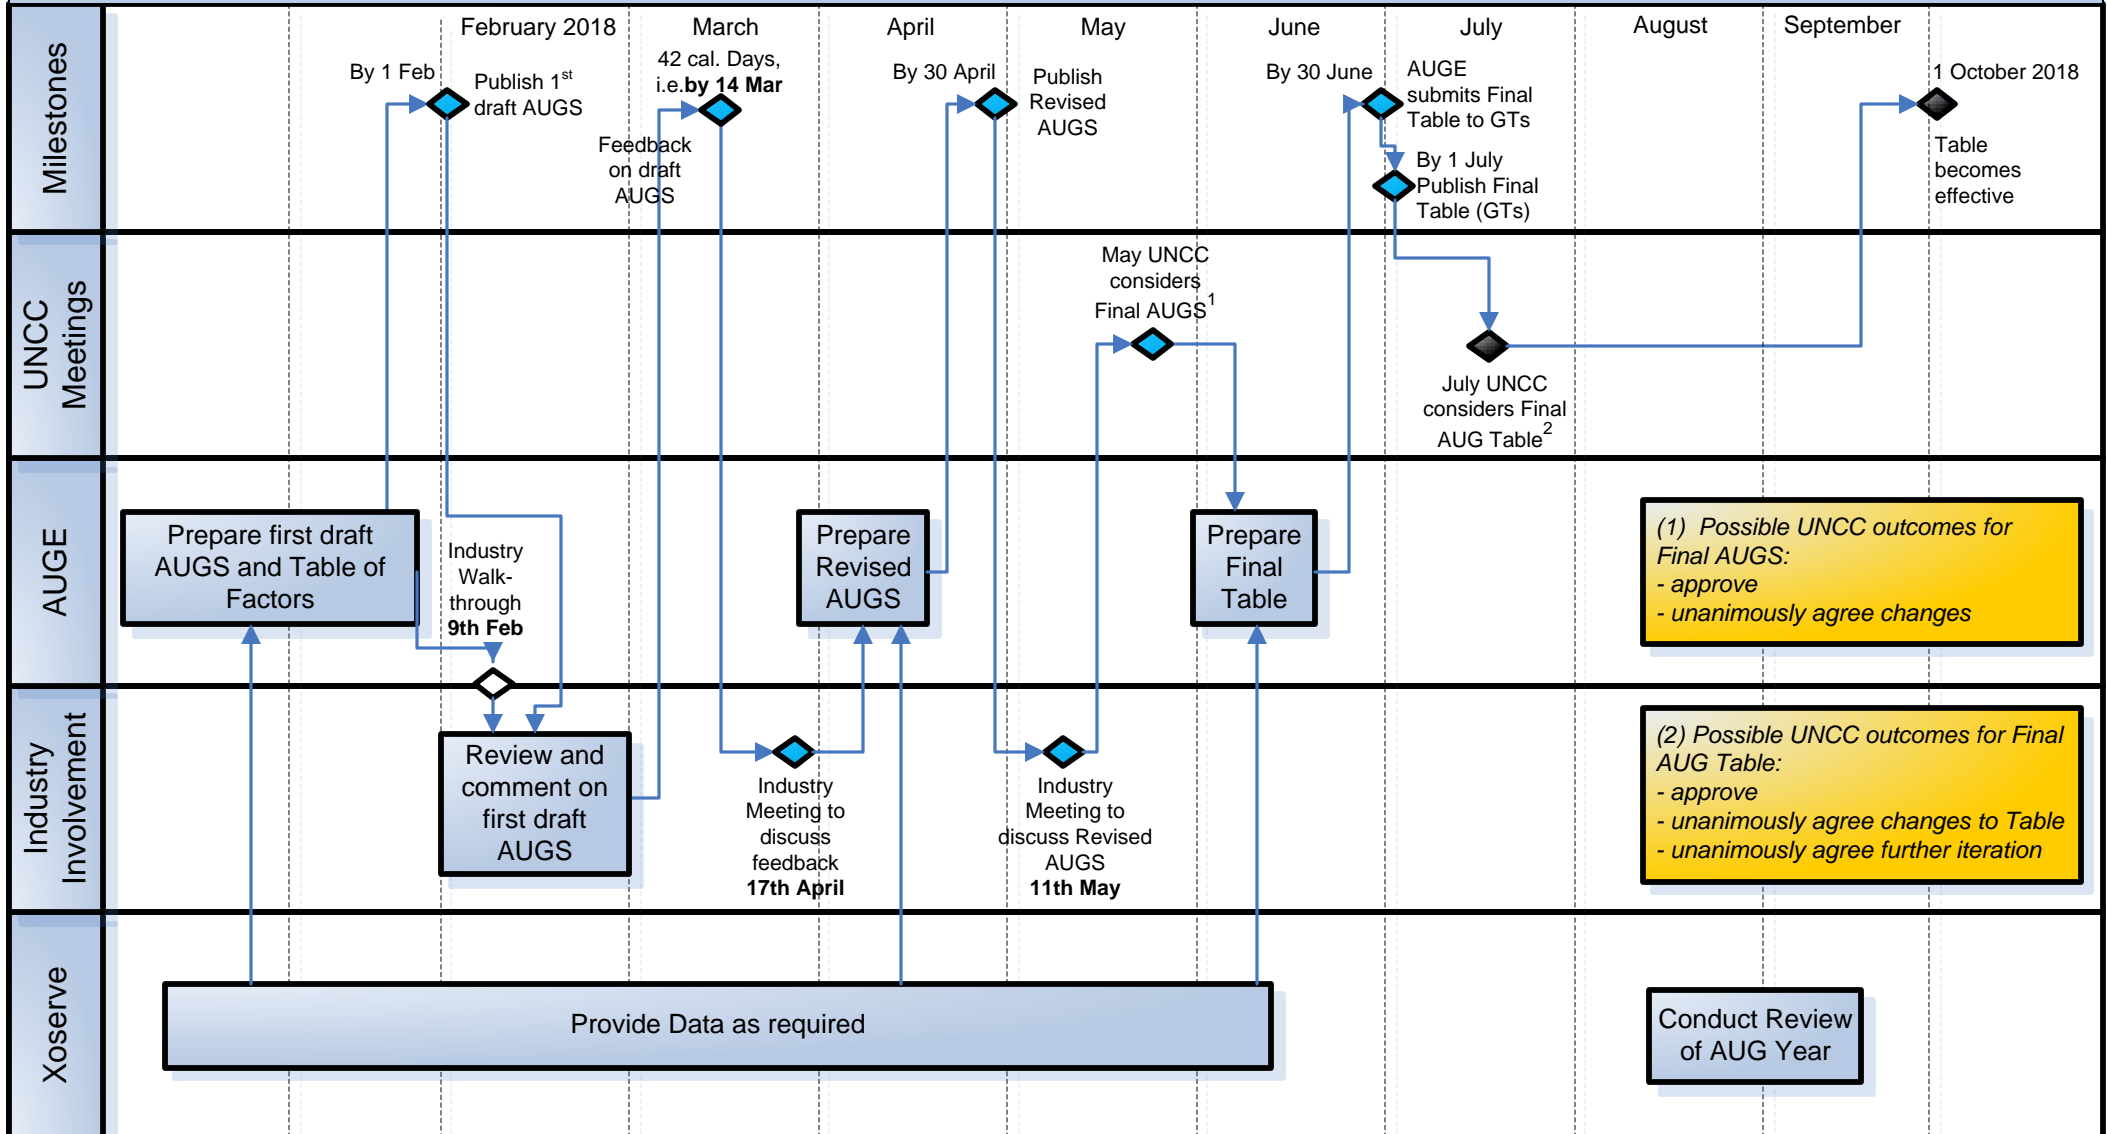 February 2018
March
April
May
June
July
August
September
Milestones
By 1 Feb
Publish 1st
draft AUGS
42 cal. Days,
i.e.by 14 Mar
Feedback
on draft
AUGS
By 30 April
Publish
Revised
AUGS
By 30 June
AUGE
submits Final
Table to GTs
By 1 July
Publish Final
Table (GTs)
1 October 2018
Table
becomes
effective
UNCC
Meetings
May UNCC
considers
Final AUGS1
July UNCC
considers Final
AUG Table2
AUGE
Prepare first draft
AUGS and Table of
Factors
Industry
Walk-
through
9th Feb
Prepare
Revised
AUGS
Prepare
Final
Table
(1) Possible UNCC outcomes for
Final AUGS:
- approve
- unanimously agree changes
Industry
Involvement
Review and
comment on
first draft
AUGS
Industry
Meeting to
discuss
feedback
17th April
Industry
Meeting to
discuss Revised
AUGS
11th May
(2) Possible UNCC outcomes for Final
AUG Table:
- approve
- unanimously agree changes to Table
- unanimously agree further iteration
Xoserve
Provide Data as required
Conduct Review
of AUG Year